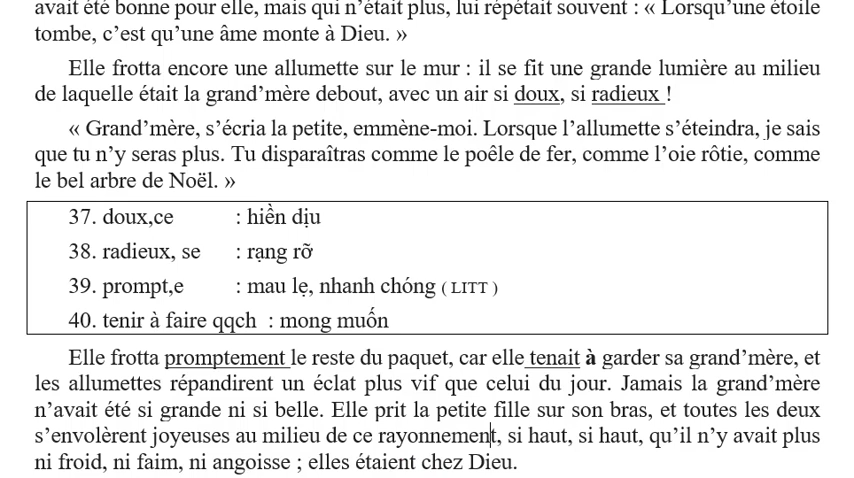 avait été bonne pour elle, mais qui n’était plus, lui répétait souvent : « Lorsqu’une étoile
tombe, c’est qu’une âme monte à Dieu. »
Elle frotta encore une allumette sur le mur : il se fit une grande lumière au milieu
de laquelle était la grand’mère debout, avec un air si doux, si radieux !
« Grand’mère, s’écria la petite, emmène-moi. Lorsque l’allumette s’éteindra, je sais
que tu n’y seras plus. Tu disparaîtras comme le poêle de fer, comme l’oie rôtie, comme
le bel arbre de Noël. »
37. doux,ce : hiền dịu
38. radieux, se : rạng rỡ
39. prompt,e : mau lẹ, nhanh chóng ( LITT )
40. tenir à faire qqch : mong muốn
Elle frotta promptement le reste du paquet, car elle tenait à garder sa grand’mère, et
les allumettes répandirent un éclat plus vif que celui du jour. Jamais la grand’mère
n’avait été si grande ni si belle. Elle prit la petite fille sur son bras, et toutes les deux
s’envolèrent joyeuses au milieu de ce rayonnement, si haut, si haut, qu’il n’y avait plus
ni froid, ni faim, ni angoisse ; elles étaient chez Dieu.